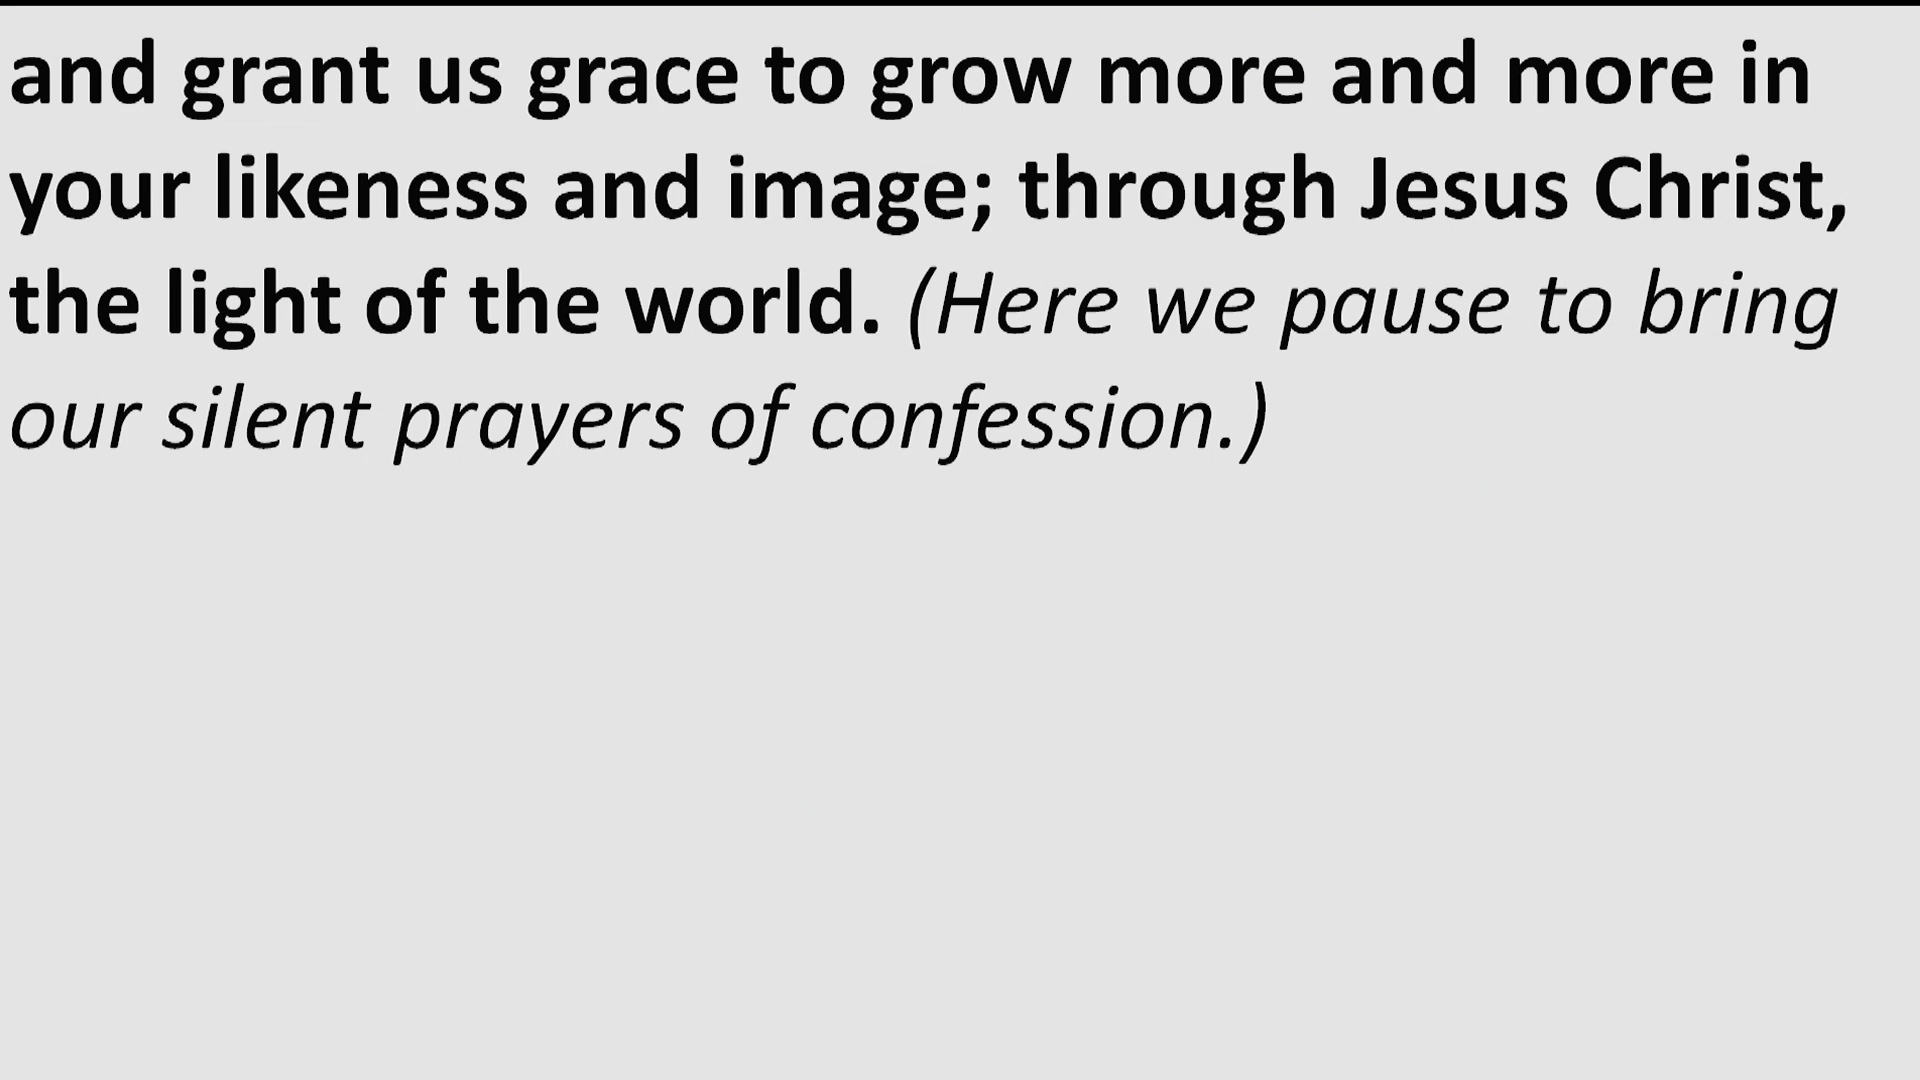 and grant us grace to grow more and more in
your likeness and image; through Jesus Christ,
the light of the world. (Here we pause to bring
our silent prayers of confession.)